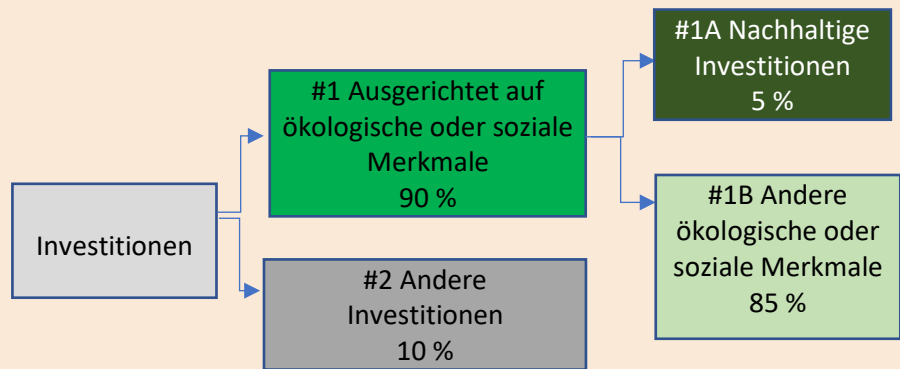 Investitionen
#1 Ausgerichtet auf
ökologische oder soziale
Merkmale
90 %
#2 Andere
Investitionen
10 %
#1A Nachhaltige
Investitionen
5 %
#1B Andere
ökologische oder
soziale Merkmale
85 %